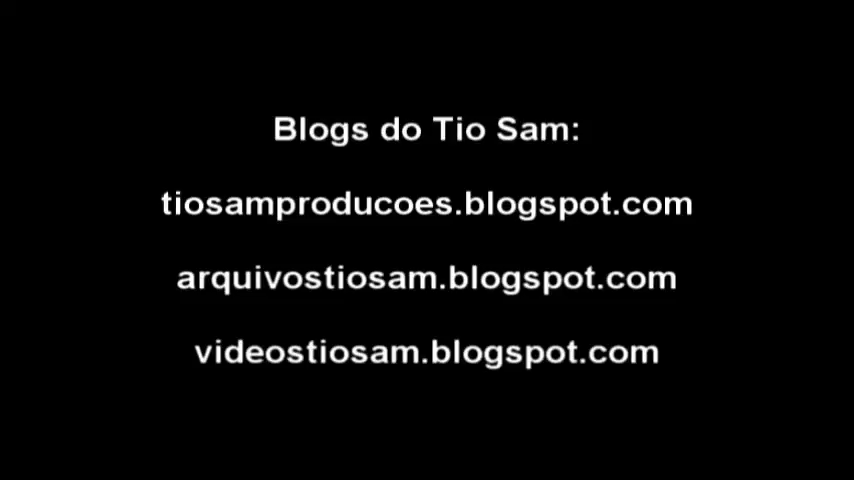 Blogs do Tio Sam:
tiosamproducoes.blogspot.com
arquivostiosam.blogspot.com
videostiosam.blogspot.com